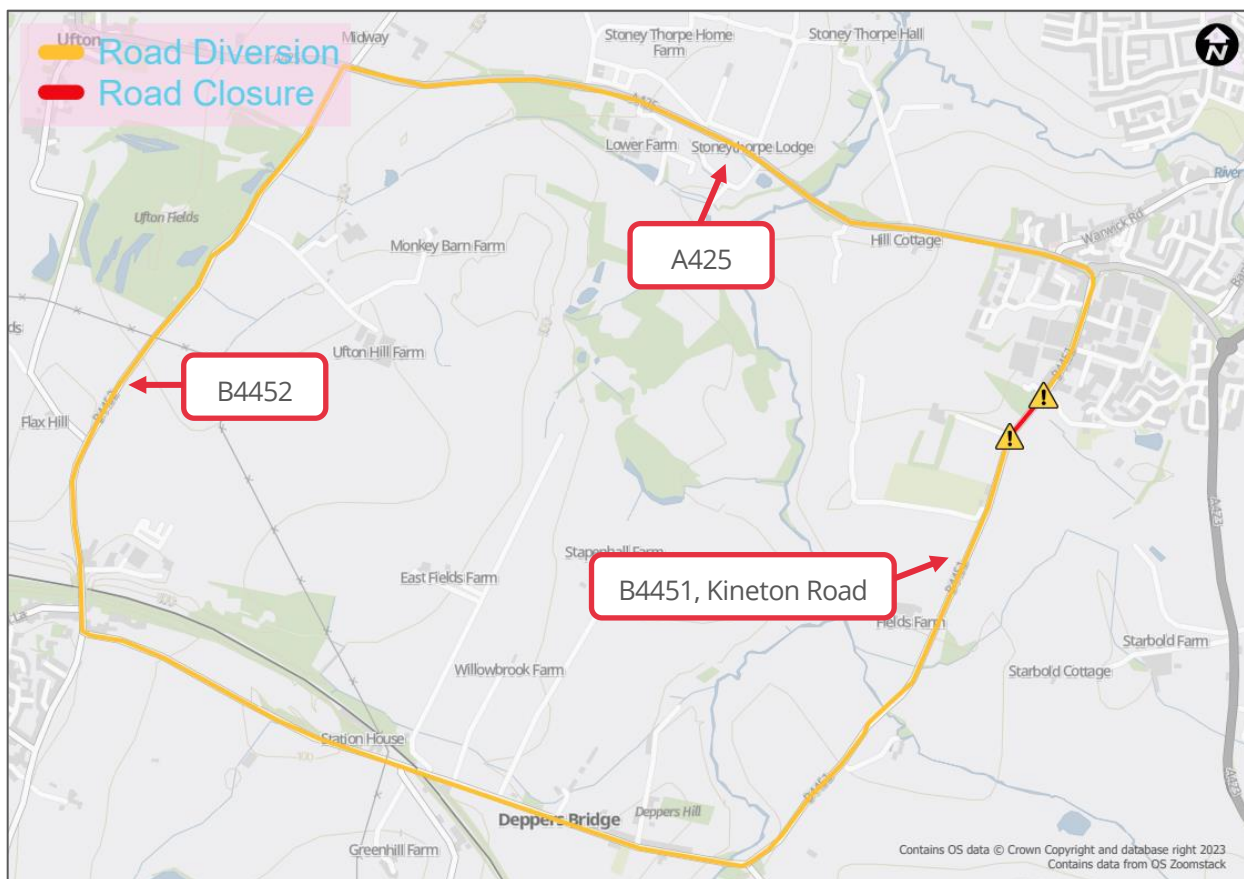 Road Diversion
Road Closure
Ufton
A425
Midway
Stoney Thorpe Home
Farm
Stoney Thorpe Hall
N
A425
Lower Farm
Stoneythorpe Lodge
River
Ufton Fields
Monkey Barn Farm
A425
Hill Cottage
Warwick Rd
Ufton Hill Farm
B4452
B4452
Flax Hill
B4451
East Fields Farm
Stapenhall Farm
B4451, Kineton Road
B4451
A423
Fields Farm
Starbold Farm
Starbold Cottage
Willowbrook Farm
Station House
B4451
A423
Deppers Bridge
Deppers Hill
Greenhill Farm
Contains OS data © Crown Copyright and database right 2023
Contains data from OS Zoomstack